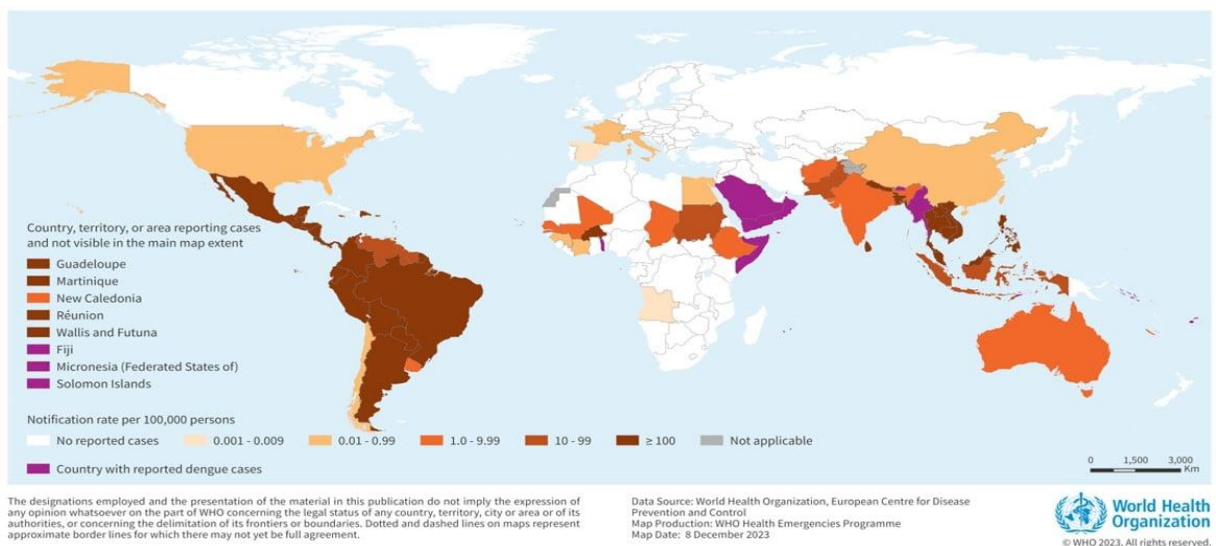 Country, territory, or area reporting cases
and not visible in the main map extent
Guadeloupe
Martinique
New Caledonia
Réunion
Wallis and Futuna
Fiji
Micronesia (Federated States of)
Solomon Islands
Notification rate per 100,000 persons
No reported cases
0.001 - 0.009
0.01 - 0.99
1.0 - 9.99
10 - 99
≥ 100
Not applicable
Country with reported dengue cases
0 1,500 3,000
Km
The designations employed and the presentation of the material in this publication do not imply the expression of
any opinion whatsoever on the part of WHO concerning the legal status of any country, territory, city or area or of its
authorities, or concerning the delimitation of its frontiers or boundaries. Dotted and dashed lines on maps represent
approximate border lines for which there may not yet be full agreement.
Data Source: World Health Organization, European Centre for Disease
Prevention and Control
Map Production: WHO Health Emergencies Programme
Map Date: 8 December 2023
World Health
Organization
© WHO 2023. All rights reserved.